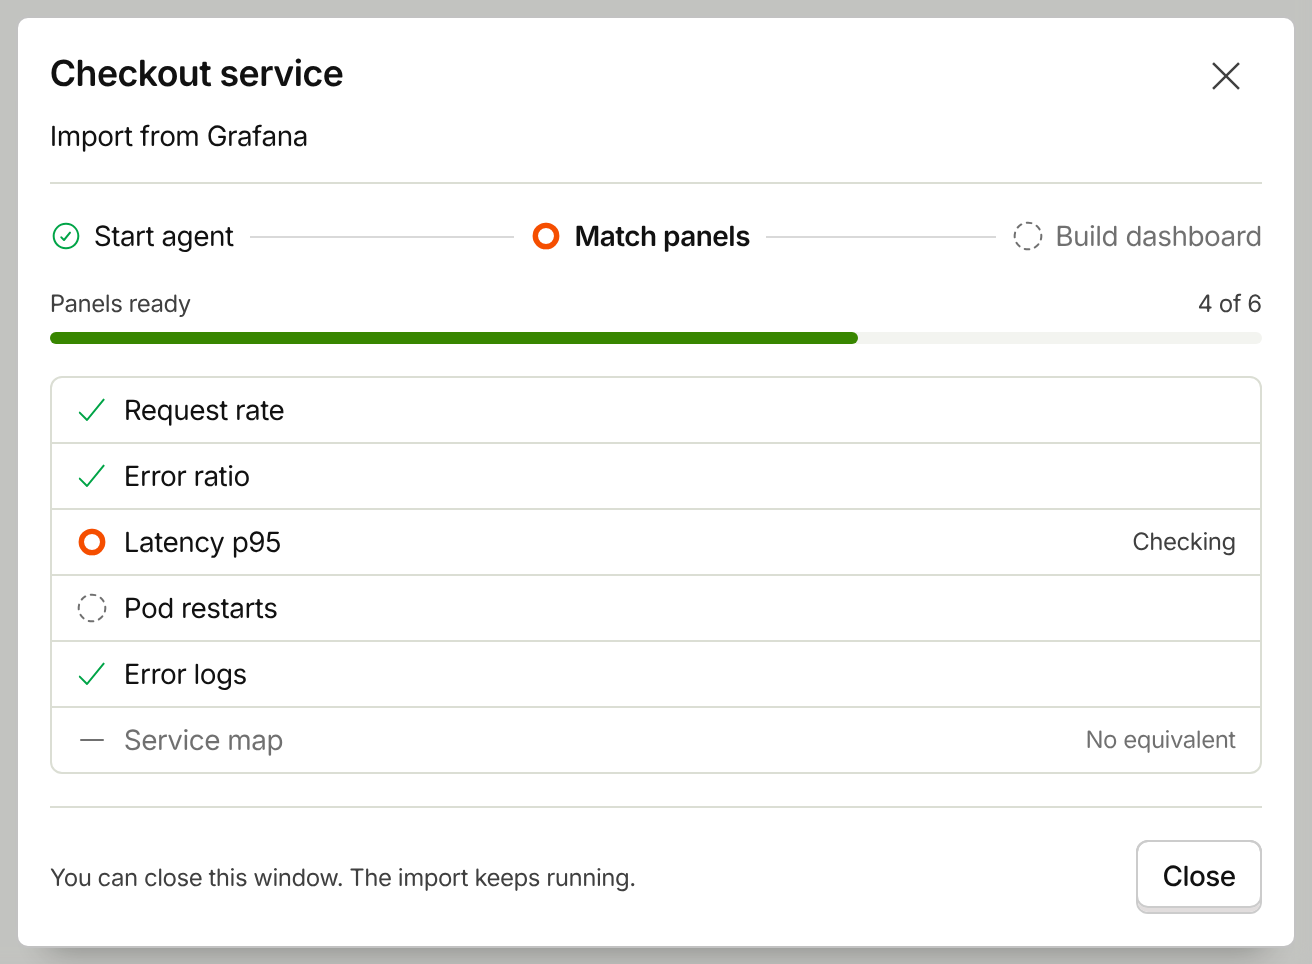 Checkout service
Import from Grafana
Start agent
Match panels
Build dashboard
Panels ready
4 of 6
Request rate
Error ratio
Latency p95
Checking
Pod restarts
Error logs
Service map
No equivalent
You can close this window. The import keeps running.
Close